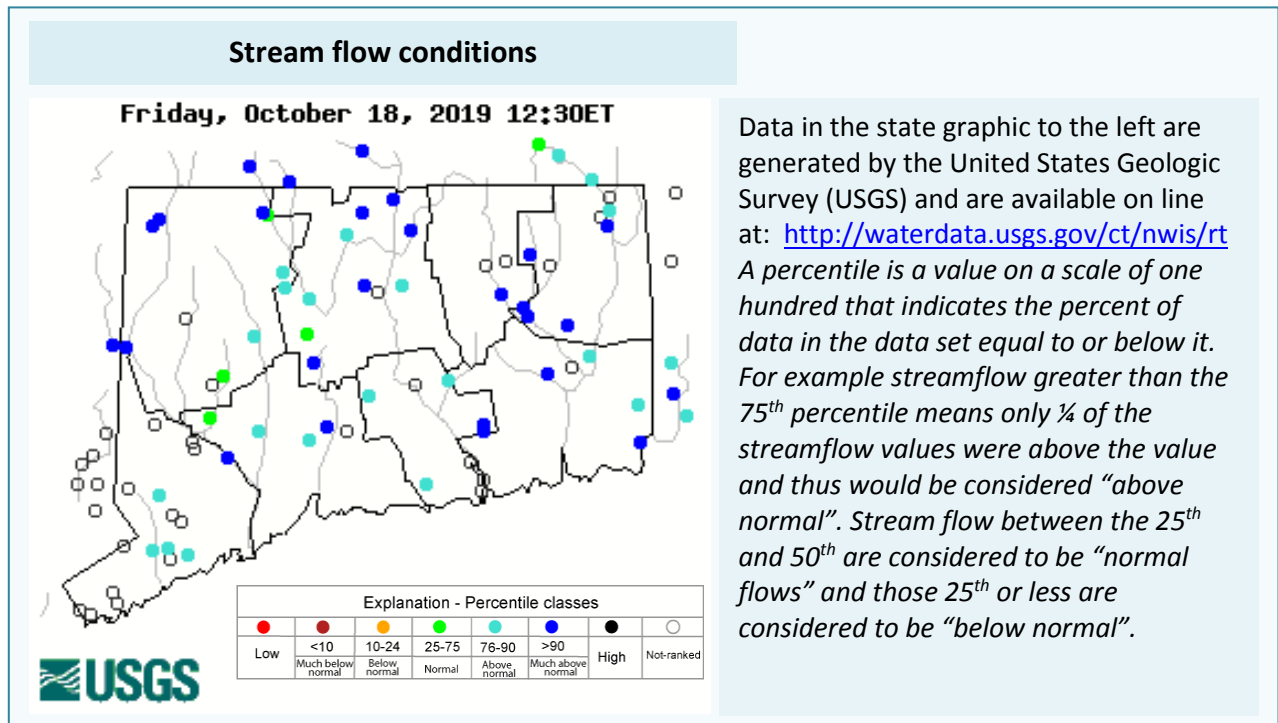 Stream flow conditions
Friday, October 18, 2019 12:30ET
Explanation - Percentile classes
Low
<10
10-24
25-75
76-90
>90
High
Not-ranked
Much below
normal
Below
normal
Normal
Above
normal
Much above
normal
USGS
Data in the state graphic to the left are
generated by the United States Geologic
Survey (USGS) and are available on line
at: http://waterdata.usgs.gov/ct/nwis/rt
A percentile is a value on a scale of one
hundred that indicates the percent of
data in the data set equal to or below it.
For example streamflow greater than the
75th percentile means only ¼ of the
streamflow values were above the value
and thus would be considered “above
normal”. Stream flow between the 25th
and 50th are considered to be “normal
flows” and those 25th or less are
considered to be “below normal”.